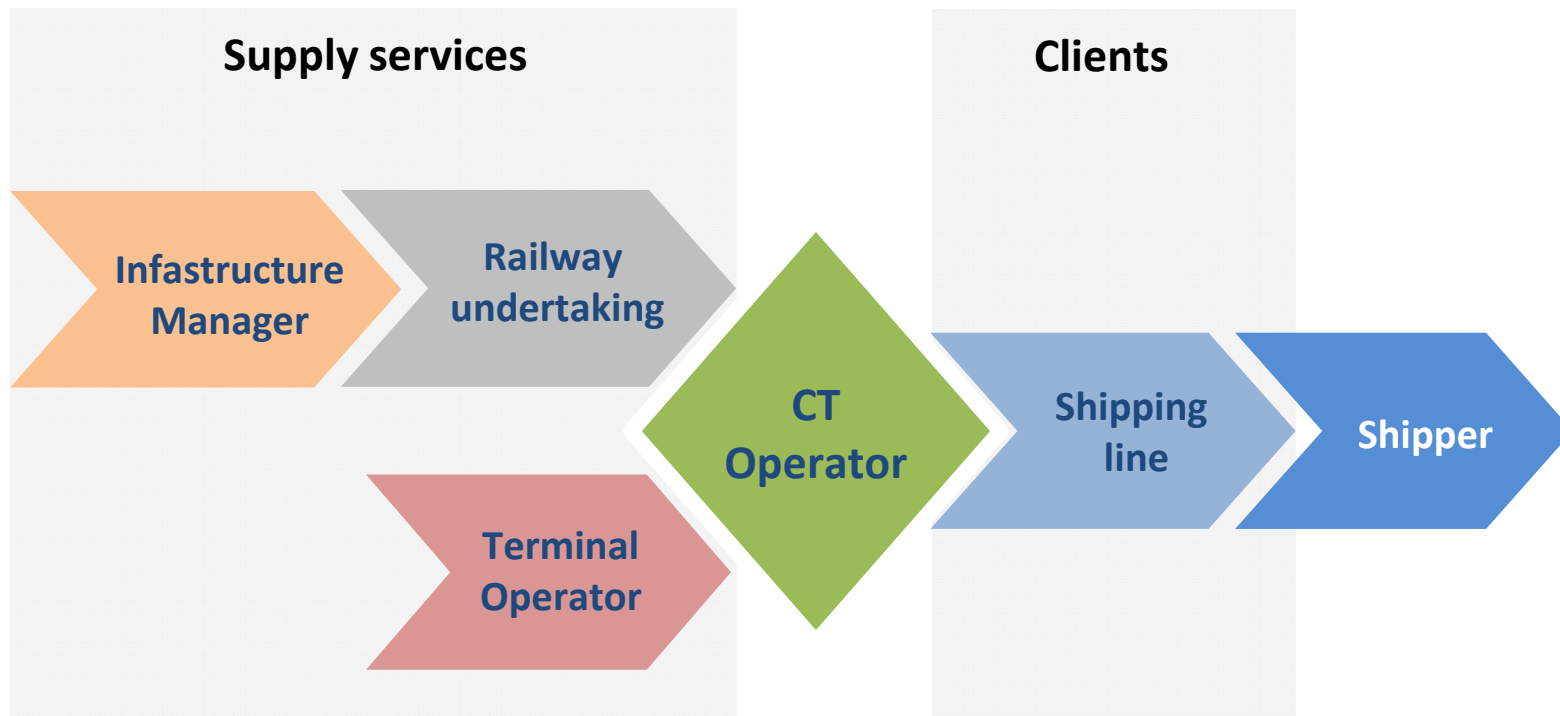 Supply services
Clients
Infastructure
Manager
Railway
undertaking
CT
Operator
Terminal
Operator
Shipping
line
Shipper